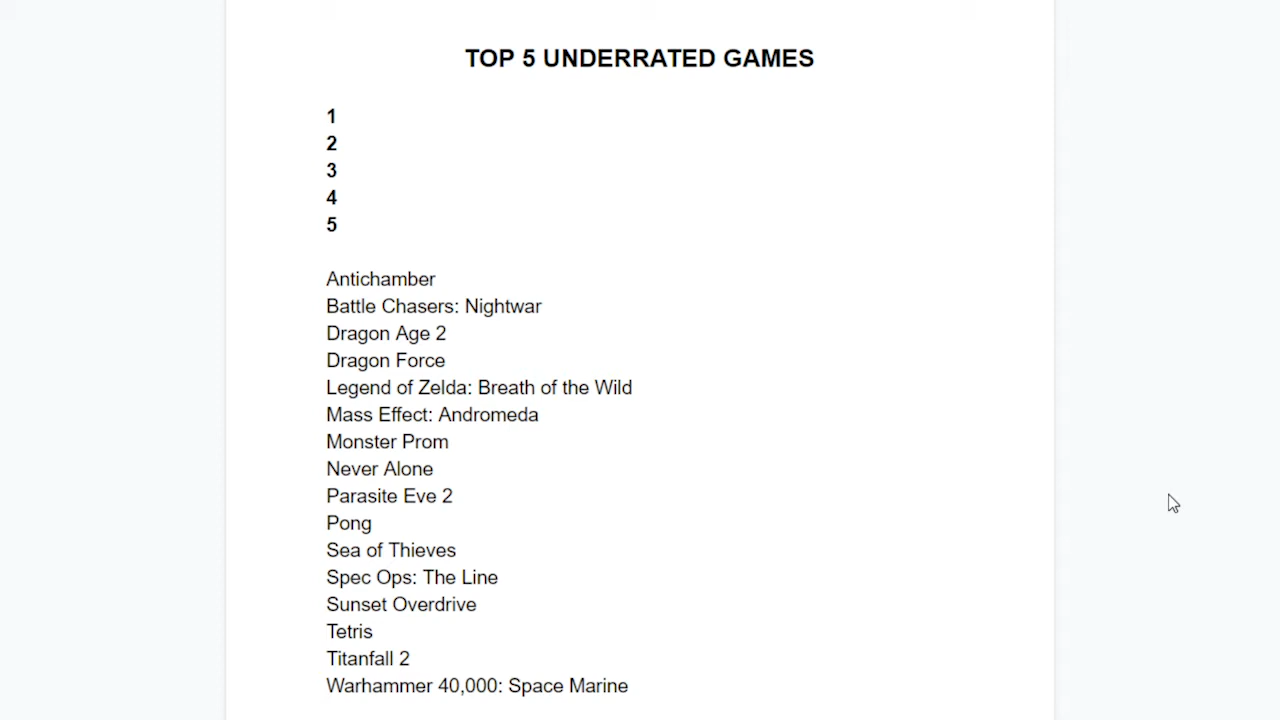 TOP 5 UNDERRATED GAMES
1
2
3
4
5
Antichamber
Battle Chasers: Nightwar
Dragon Age 2
Dragon Force
Legend of Zelda: Breath of the Wild
Mass Effect: Andromeda
Monster Prom
Never Alone
Parasite Eve 2
Pong
Sea of Thieves
Spec Ops: The Line
Sunset Overdrive
Tetris
Titanfall 2
Warhammer 40,000: Space Marine